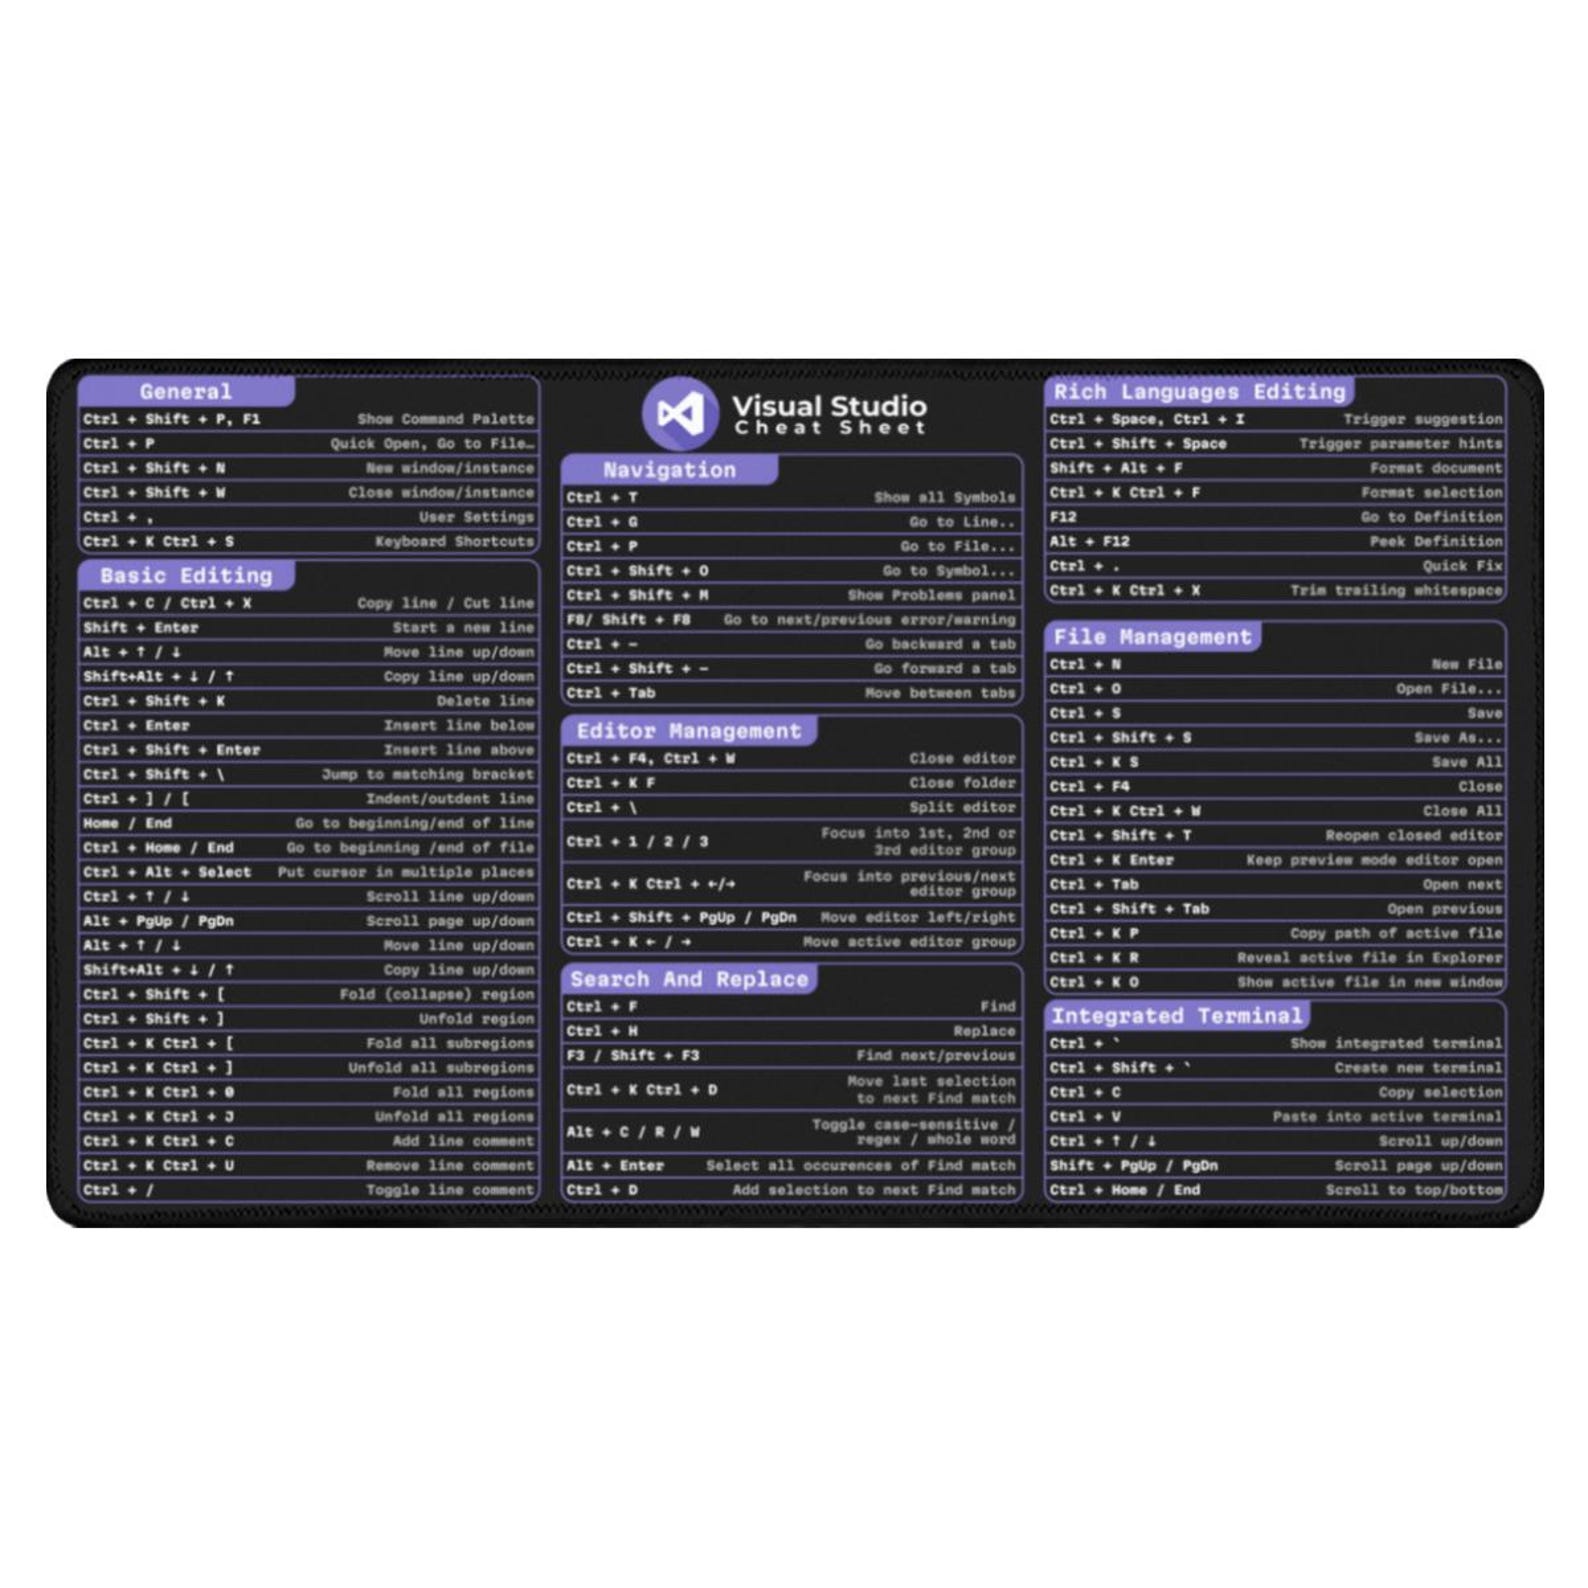 General
Ctrl + Shift + P, F1 Show Command Palette
Ctrl + P Quick Open, Go to File…
Ctrl + Shift + N New window/instance
Ctrl + Shift + W Close window/instance
Ctrl + , User Settings
Ctrl + K Ctrl + S Keyboard Shortcuts
Basic Editing
Ctrl + C / Ctrl + X Copy line / Cut line
Shift + Enter Start a new line
Alt + ↑ / ↓ Move line up/down
Shift+Alt + ↓ / ↑ Copy line up/down
Ctrl + Shift + K Delete line
Ctrl + Enter Insert line below
Ctrl + Shift + Enter Insert line above
Ctrl + Shift + \ Jump to matching bracket
Ctrl + ] / [ Indent/outdent line
Home / End Go to beginning/end of line
Ctrl + Home / End Go to beginning /end of file
Ctrl + Alt + Select Put cursor in multiple places
Ctrl + ↑ / ↓ Scroll line up/down
Alt + PgUp / PgDn Scroll page up/down
Alt + ↑ / ↓ Move line up/down
Shift+Alt + ↓ / ↑ Copy line up/down
Ctrl + Shift + [ Fold (collapse) region
Ctrl + Shift + ] Unfold region
Ctrl + K Ctrl + [ Fold all subregions
Ctrl + K Ctrl + ] Unfold all subregions
Ctrl + K Ctrl + 0 Fold all regions
Ctrl + K Ctrl + J Unfold all regions
Ctrl + K Ctrl + C Add line comment
Ctrl + K Ctrl + U Remove line comment
Ctrl + / Toggle line comment
Visual Studio
Cheat Sheet
Navigation
Ctrl + T Show all Symbols
Ctrl + G Go to Line..
Ctrl + P Go to File...
Ctrl + Shift + O Go to Symbol...
Ctrl + Shift + M Show Problems panel
F8/ Shift + F8 Go to next/previous error/warning
Ctrl + – Go backward a tab
Ctrl + Shift + – Go forward a tab
Ctrl + Tab Move between tabs
Editor Management
Ctrl + F4, Ctrl + W Close editor
Ctrl + K F Close folder
Ctrl + \ Split editor
Ctrl + 1 / 2 / 3 Focus into 1st, 2nd or
3rd editor group
Ctrl + K Ctrl + ←/→ Focus into previous/next
editor group
Ctrl + Shift + PgUp / PgDn Move editor left/right
Ctrl + K ← / → Move active editor group
Search And Replace
Ctrl + F Find
Ctrl + H Replace
F3 / Shift + F3 Find next/previous
Ctrl + K Ctrl + D Move last selection
to next Find match
Alt + C / R / W Toggle case-sensitive /
regex / whole word
Alt + Enter Select all occurences of Find match
Ctrl + D Add selection to next Find match
Rich Languages Editing
Ctrl + Space, Ctrl + I Trigger suggestion
Ctrl + Shift + Space Trigger parameter hints
Shift + Alt + F Format document
Ctrl + K Ctrl + F Format selection
F12 Go to Definition
Alt + F12 Peek Definition
Ctrl + . Quick Fix
Ctrl + K Ctrl + X Trim trailing whitespace
File Management
Ctrl + N New File
Ctrl + O Open File...
Ctrl + S Save
Ctrl + Shift + S Save As...
Ctrl + K S Save All
Ctrl + F4 Close
Ctrl + K Ctrl + W Close All
Ctrl + Shift + T Reopen closed editor
Ctrl + K Enter Keep preview mode editor open
Ctrl + Tab Open next
Ctrl + Shift + Tab Open previous
Ctrl + K P Copy path of active file
Ctrl + K R Reveal active file in Explorer
Ctrl + K O Show active file in new window
Integrated Terminal
Ctrl + ` Show integrated terminal
Ctrl + Shift + ` Create new terminal
Ctrl + C Copy selection
Ctrl + V Paste into active terminal
Ctrl + ↑ / ↓ Scroll up/down
Shift + PgUp / PgDn Scroll page up/down
Ctrl + Home / End Scroll to top/bottom